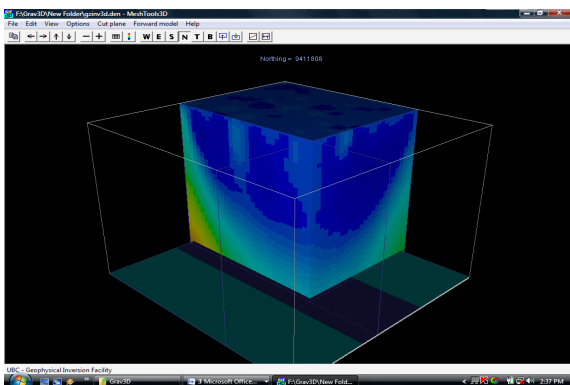 F:\Grav3D\New Folder\gzinv3d.den - MeshTools3D
File Edit View Options Cut plane Forward model Help
W E S N T B
Northing = 9411808
UBC - Geophysical Inversion Facility
Grav3D 3 Microsoft Office... F:\Grav3D\New Fold... 2:37 PM